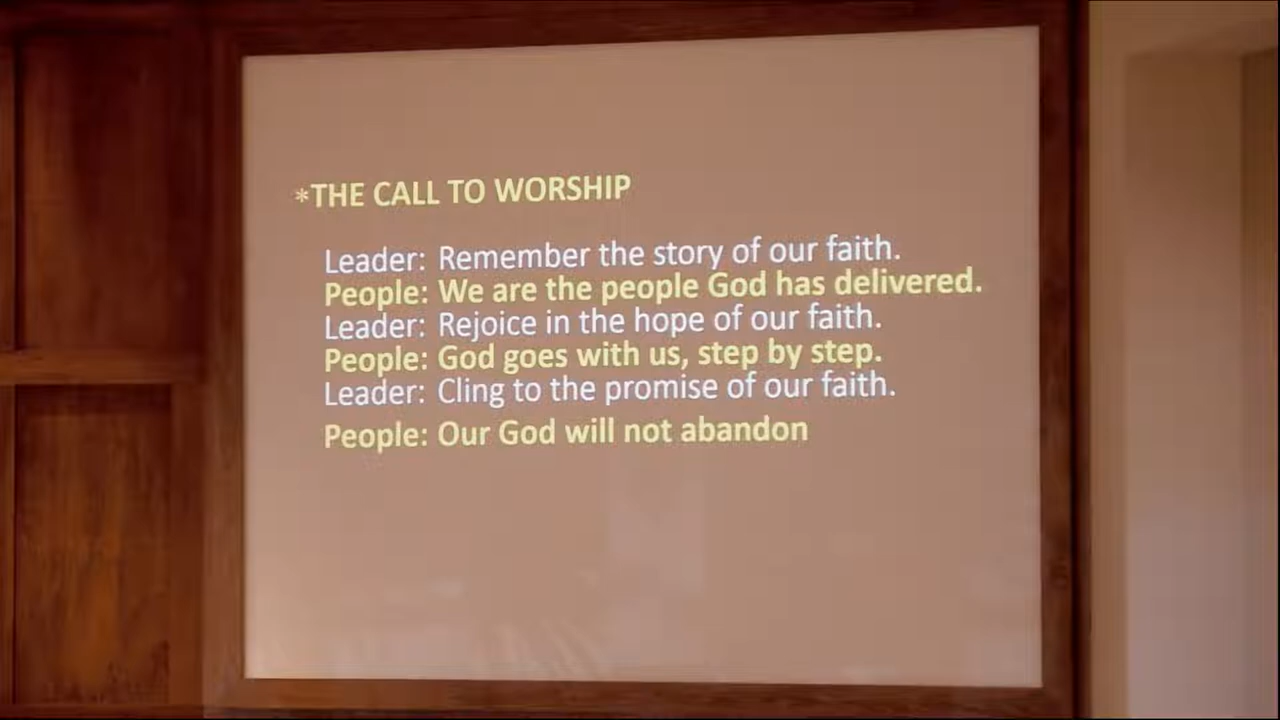 *THE CALL TO WORSHIP
Leader: Remember the story of our faith.
People: We are the people God has delivered.
Leader: Rejoice in the hope of our faith.
People: God goes with us, step by step.
Leader: Cling to the promise of our faith.
People: Our God will not abandon